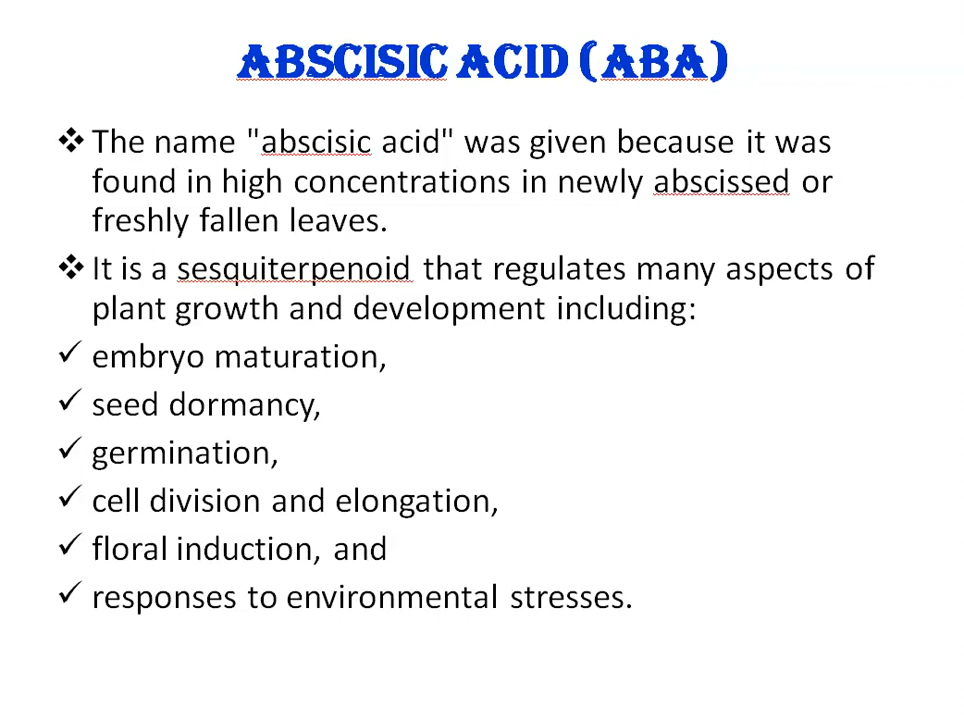 ABSCISIC ACID (ABA)
❖ The name "abscisic acid" was given because it was
found in high concentrations in newly abscissed or
freshly fallen leaves.
❖ It is a sesquiterpenoid that regulates many aspects of
plant growth and development including:
✓ embryo maturation,
✓ seed dormancy,
✓ germination,
✓ cell division and elongation,
✓ floral induction, and
✓ responses to environmental stresses.